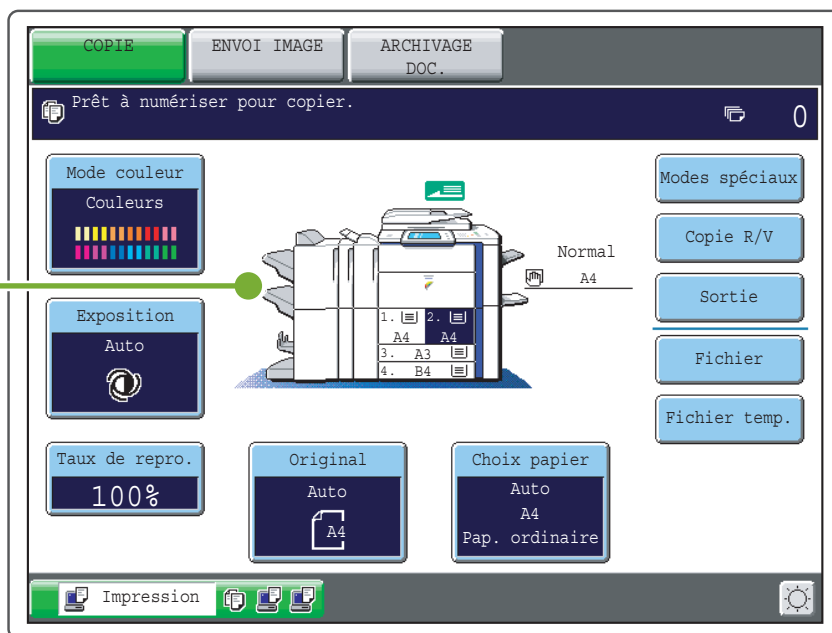 COPIE
ENVOI IMAGE
ARCHIVAGE
DOC.
Prêt à numériser pour copier.
0
Mode couleur
Couleurs
Exposition
Auto
Taux de repro.
100%
Normal
A4
1. 2.
A4 A4
3. A3
4. B4
Original
Auto
A4
Choix papier
Auto
A4
Pap. ordinaire
Modes spéciaux
Copie R/V
Sortie
Fichier
Fichier temp.
Impression